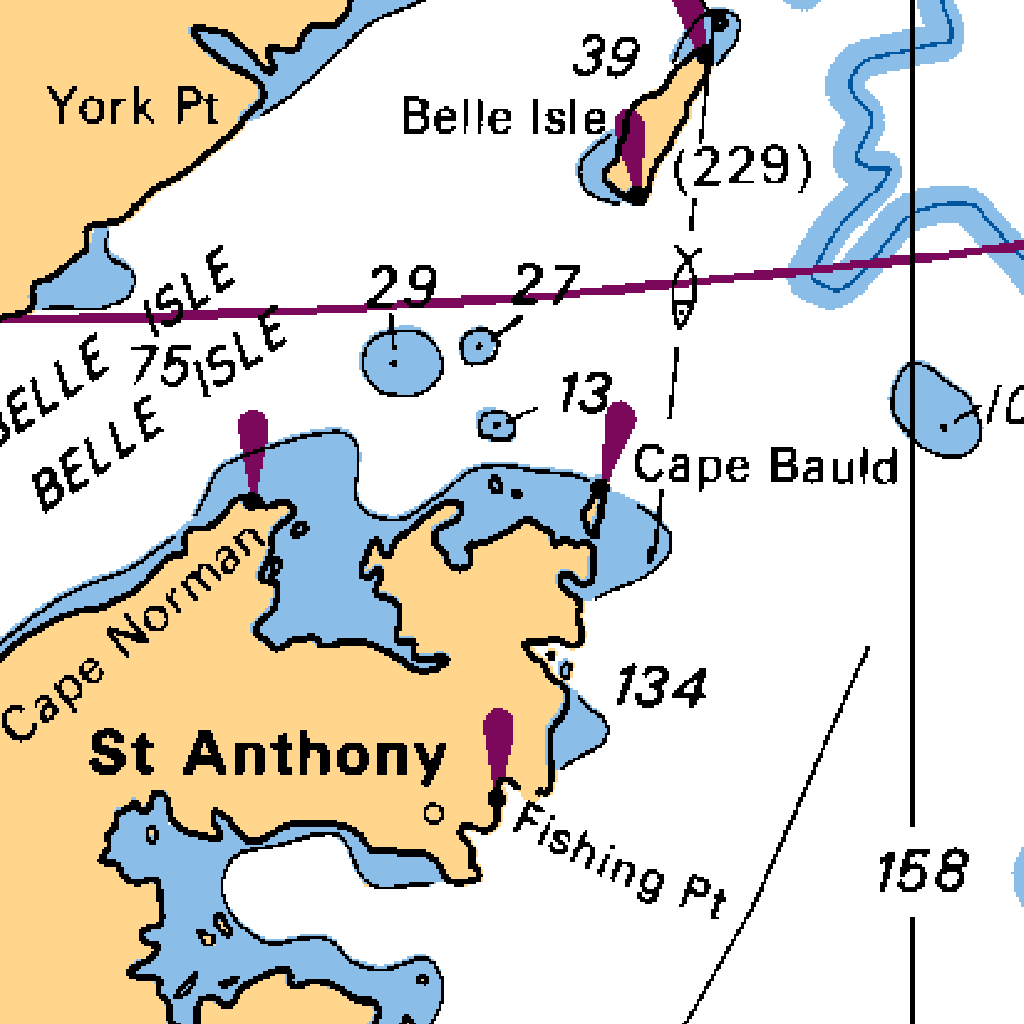 39
York Pt
Belle Isle
(229)
29
27
BELLE ISLE
75
BELLE ISLE
13
10
Cape Bauld
Cape Norman
134
St Anthony
Fishing Pt
158